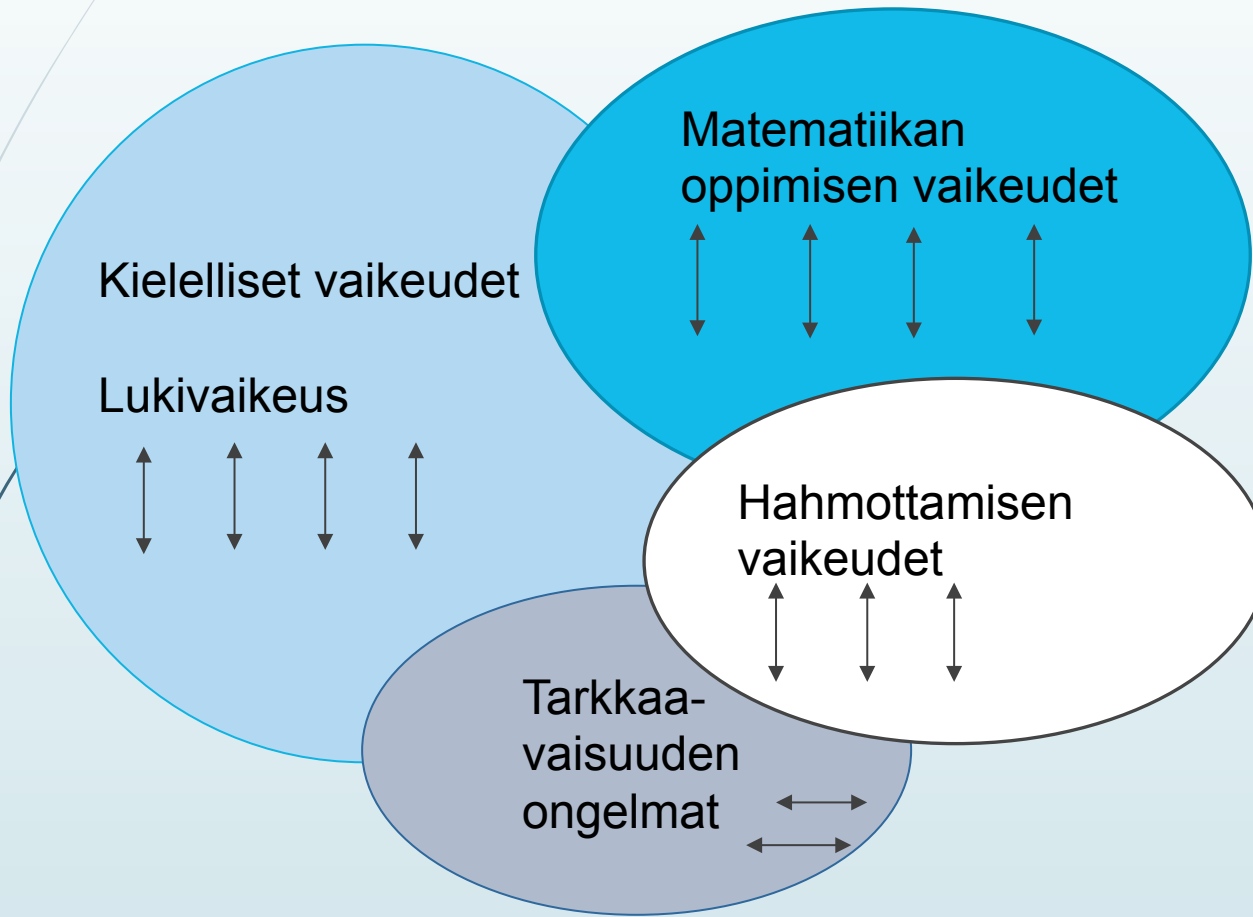 Matematiikan
oppimisen vaikeudet
Kielelliset vaikeudet
Lukivaikeus
Hahmottamisen
vaikeudet
Tarkkaa-
vaisuuden
ongelmat